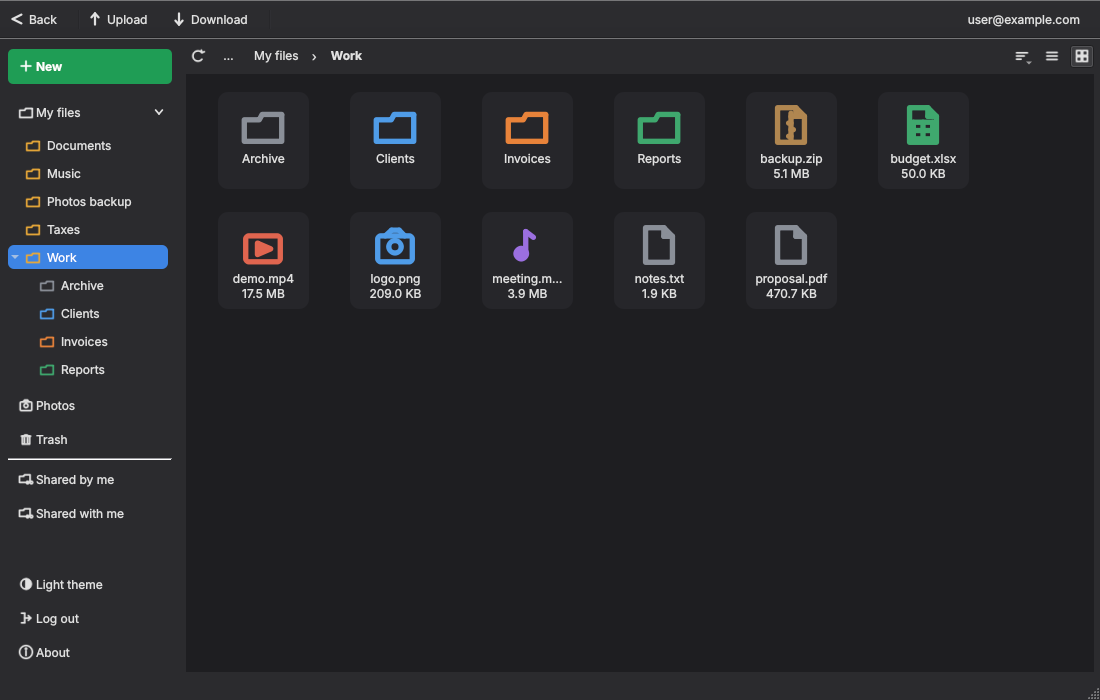 Back
Upload
Download
user@example.com
New
... My files › Work
My files
Documents
Music
Photos backup
Taxes
Work
Archive
Clients
Invoices
Reports
Photos
Trash
Shared by me
Shared with me
Light theme
Log out
About
Archive
Clients
Invoices
Reports
backup.zip
5.1 MB
budget.xlsx
50.0 KB
demo.mp4
17.5 MB
logo.png
209.0 KB
meeting.m...
3.9 MB
notes.txt
1.9 KB
proposal.pdf
470.7 KB